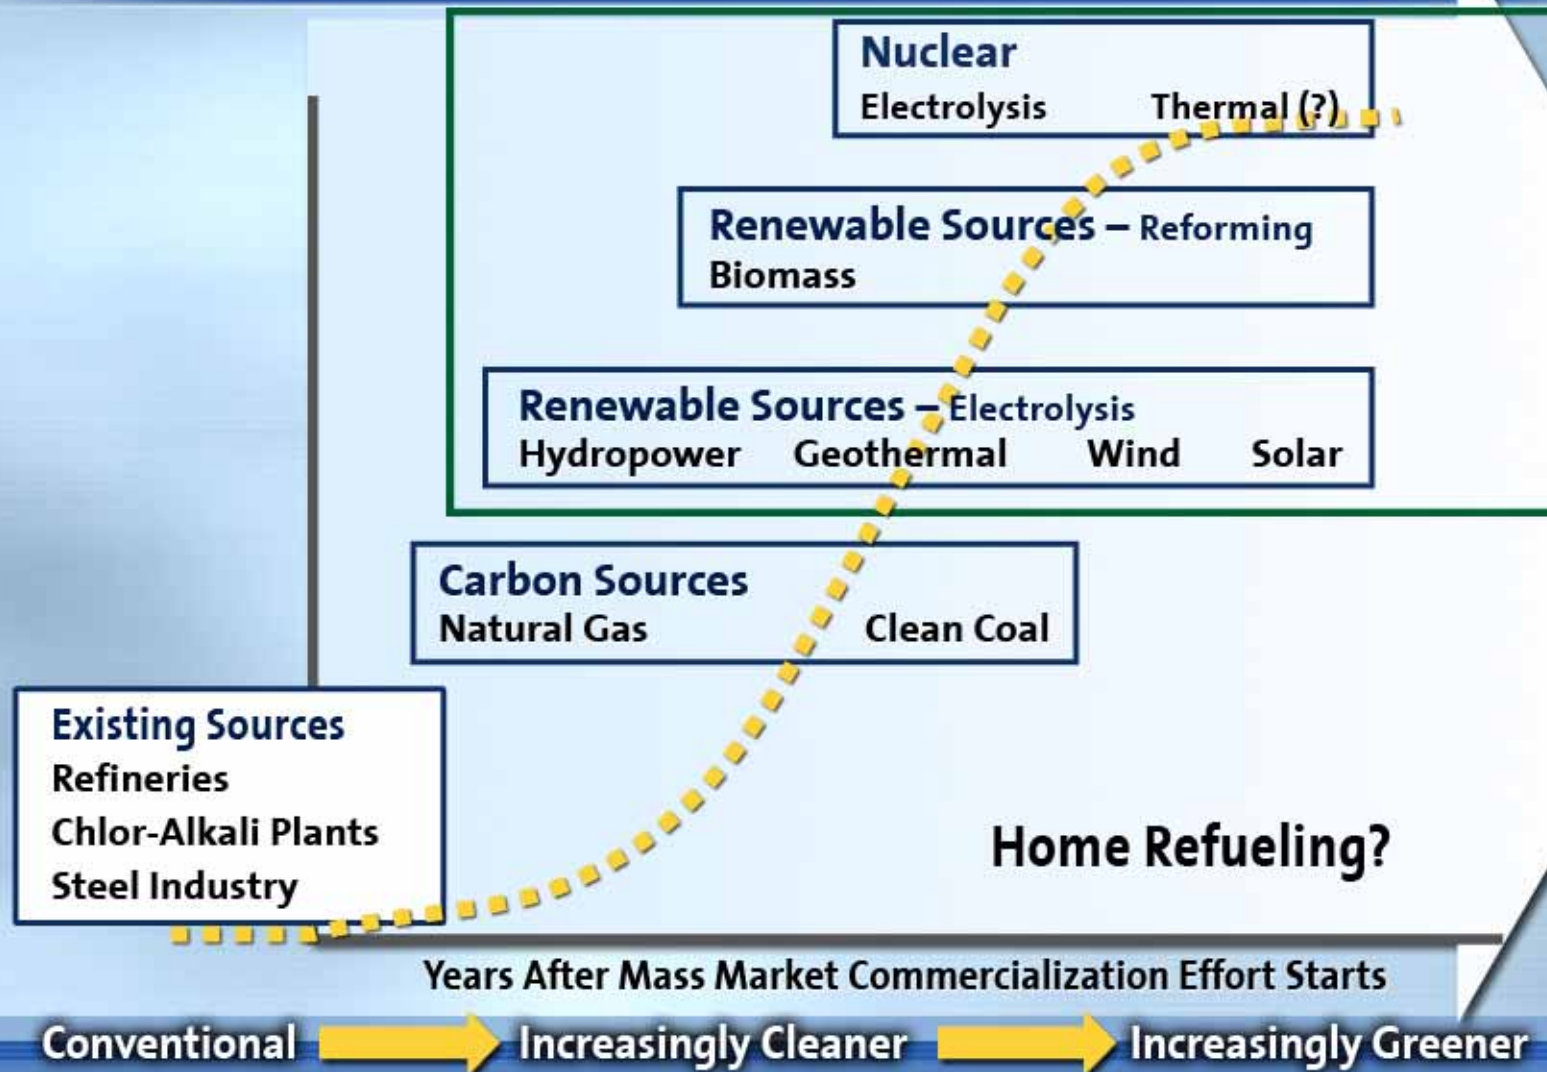 Nuclear
Electrolysis Thermal (?)
Renewable Sources – Reforming
Biomass
Renewable Sources – Electrolysis
Hydropower Geothermal Wind Solar
Carbon Sources
Natural Gas Clean Coal
Existing Sources
Refineries
Chlor-Alkali Plants
Steel Industry
Home Refueling?
Years After Mass Market Commercialization Effort Starts
Conventional Increasingly Cleaner Increasingly Greener